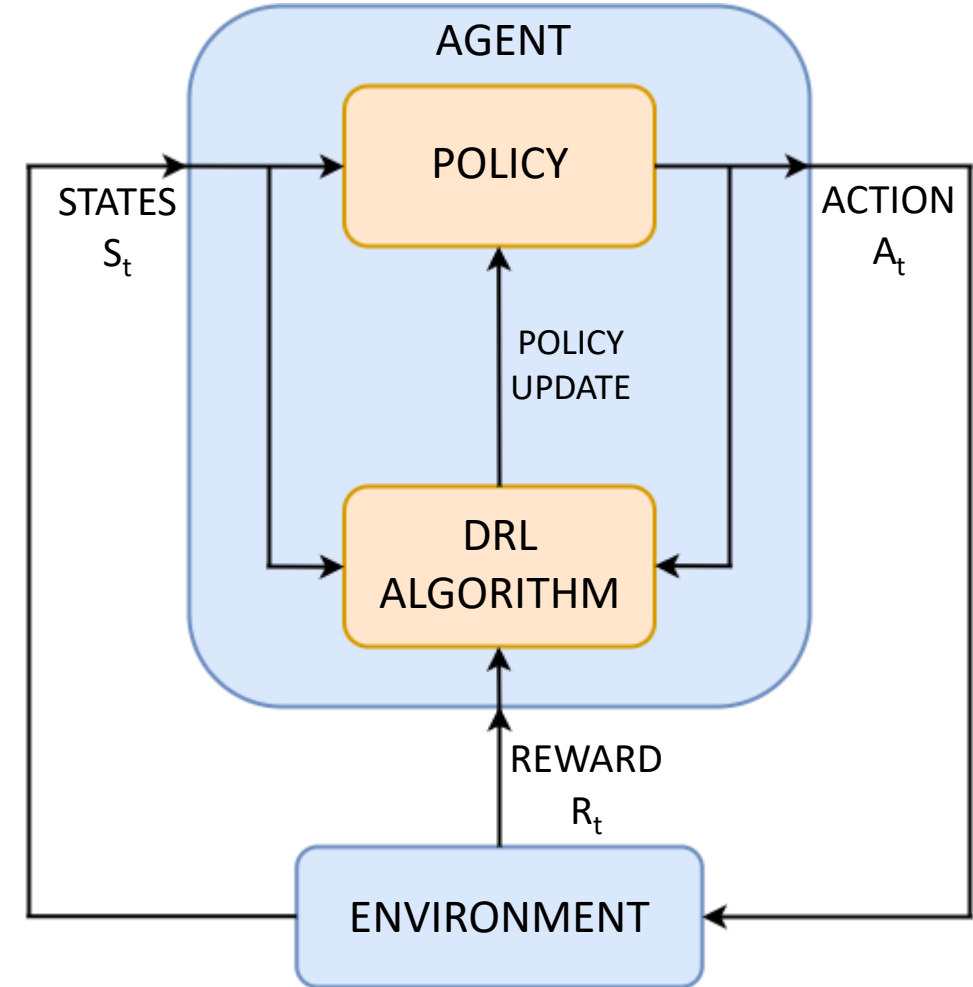 AGENT
POLICY
STATES
Sₜ
ACTION
Aₜ
POLICY
UPDATE
DRL
ALGORITHM
REWARD
Rₜ
ENVIRONMENT